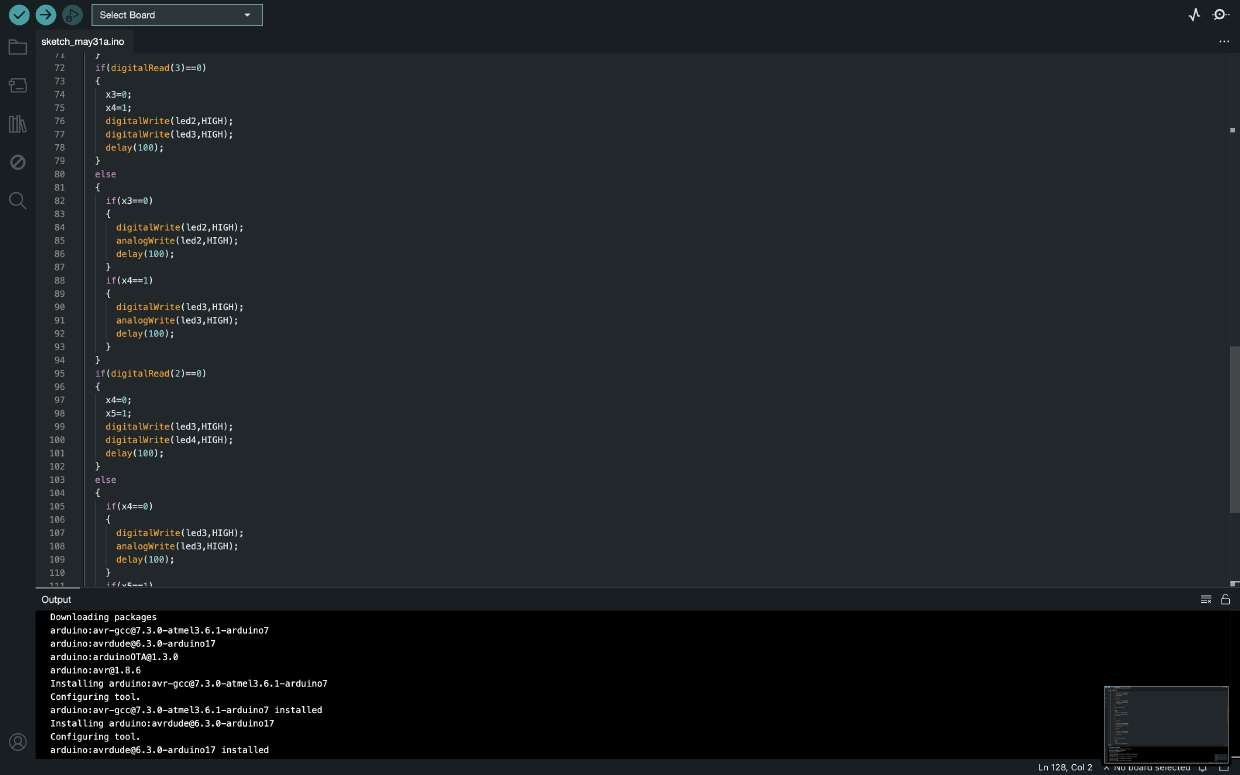 Select Board
sketch_may31a.ino
71 }
72 if(digitalRead(3)==0)
73 {
74 x3=0;
75 x4=1;
76 digitalWrite(led2,HIGH);
77 digitalWrite(led3,HIGH);
78 delay(100);
79 }
80 else
81 {
82 if(x3==0)
83 {
84 digitalWrite(led2,HIGH);
85 analogWrite(led2,HIGH);
86 delay(100);
87 }
88 if(x4==1)
89 {
90 digitalWrite(led3,HIGH);
91 analogWrite(led3,HIGH);
92 delay(100);
93 }
94 }
95 if(digitalRead(2)==0)
96 {
97 x4=0;
98 x5=1;
99 digitalWrite(led3,HIGH);
100 digitalWrite(led4,HIGH);
101 delay(100);
102 }
103 else
104 {
105 if(x4==0)
106 {
107 digitalWrite(led3,HIGH);
108 analogWrite(led3,HIGH);
109 delay(100);
110 }
111 if(x5==1)
Output
Downloading packages
arduino:avr-gcc@7.3.0-atmel3.6.1-arduino7
arduino:avrdude@6.3.0-arduino17
arduino:arduinoOTA@1.3.0
arduino:avr@1.8.6
Installing arduino:avr-gcc@7.3.0-atmel3.6.1-arduino7
Configuring tool.
arduino:avr-gcc@7.3.0-atmel3.6.1-arduino7 installed
Installing arduino:avrdude@6.3.0-arduino17
Configuring tool.
arduino:avrdude@6.3.0-arduino17 installed
Ln 128, Col 2 × No board selected